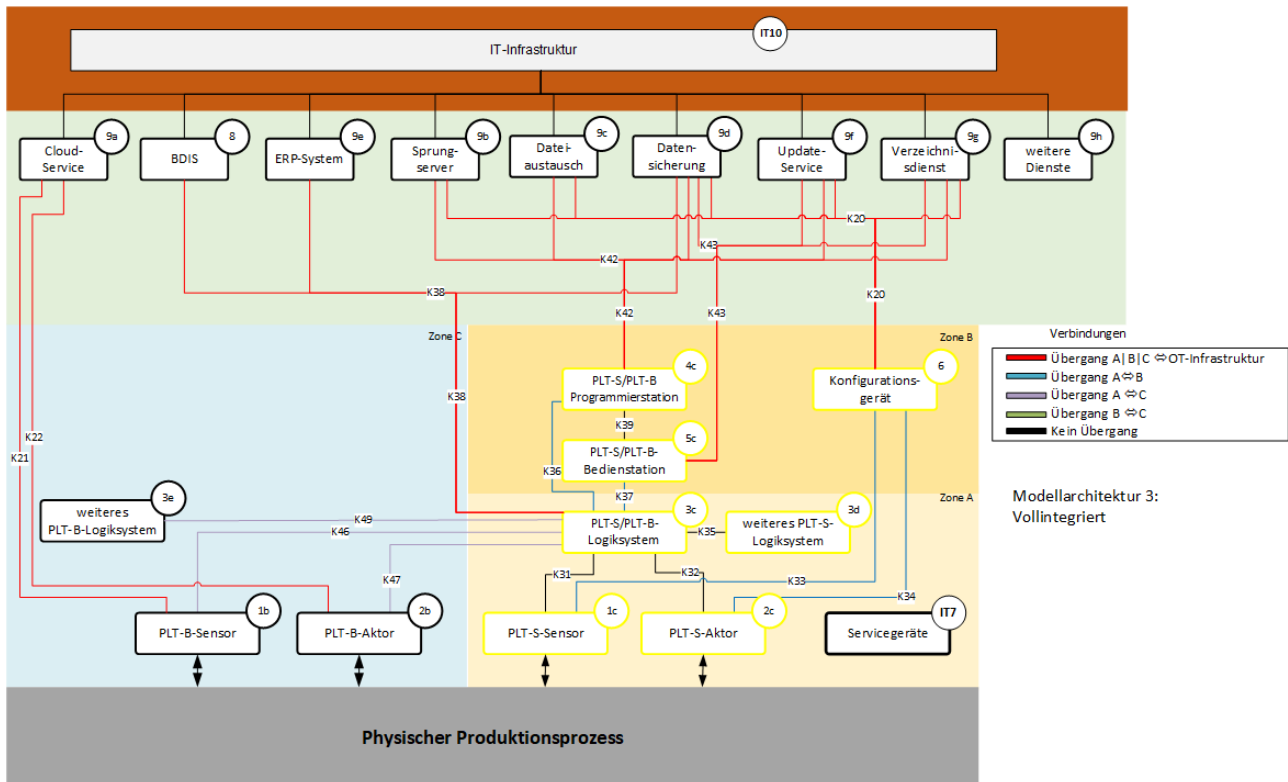 IT10
IT-Infrastruktur
9a
8
9e
9b
9c
9d
9f
9g
9h
Cloud-
Service
BDIS
ERP-System
Sprung-
server
Datei-
austausch
Daten-
sicherung
Update-
Service
Verzeichni-
sdienst
weitere
Dienste
K20
K43
K42
K38
K20
K42
K43
Zone C
Zone B
Verbindungen
Übergang A|B|C ⇔OT-Infrastruktur
Übergang A⇔B
Übergang A ⇔C
Übergang B ⇔C
Kein Übergang
4c
PLT-S/PLT-B
Programmierstation
6
Konfigurations-
gerät
K38
K39
K22
K21
5c
PLT-S/PLT-B-
Bedienstation
K36
K37
Zone A
Modellarchitektur 3:
Vollintegriert
3e
weiteres
PLT-B-Logiksystem
K49
K46
K47
3c
PLT-S/PLT-B-
Logiksystem
K35
3d
weiteres PLT-S-
Logiksystem
K31
K32
K33
K34
1b
PLT-B-Sensor
2b
PLT-B-Aktor
1c
PLT-S-Sensor
2c
PLT-S-Aktor
IT7
Servicegeräte
Physischer Produktionsprozess